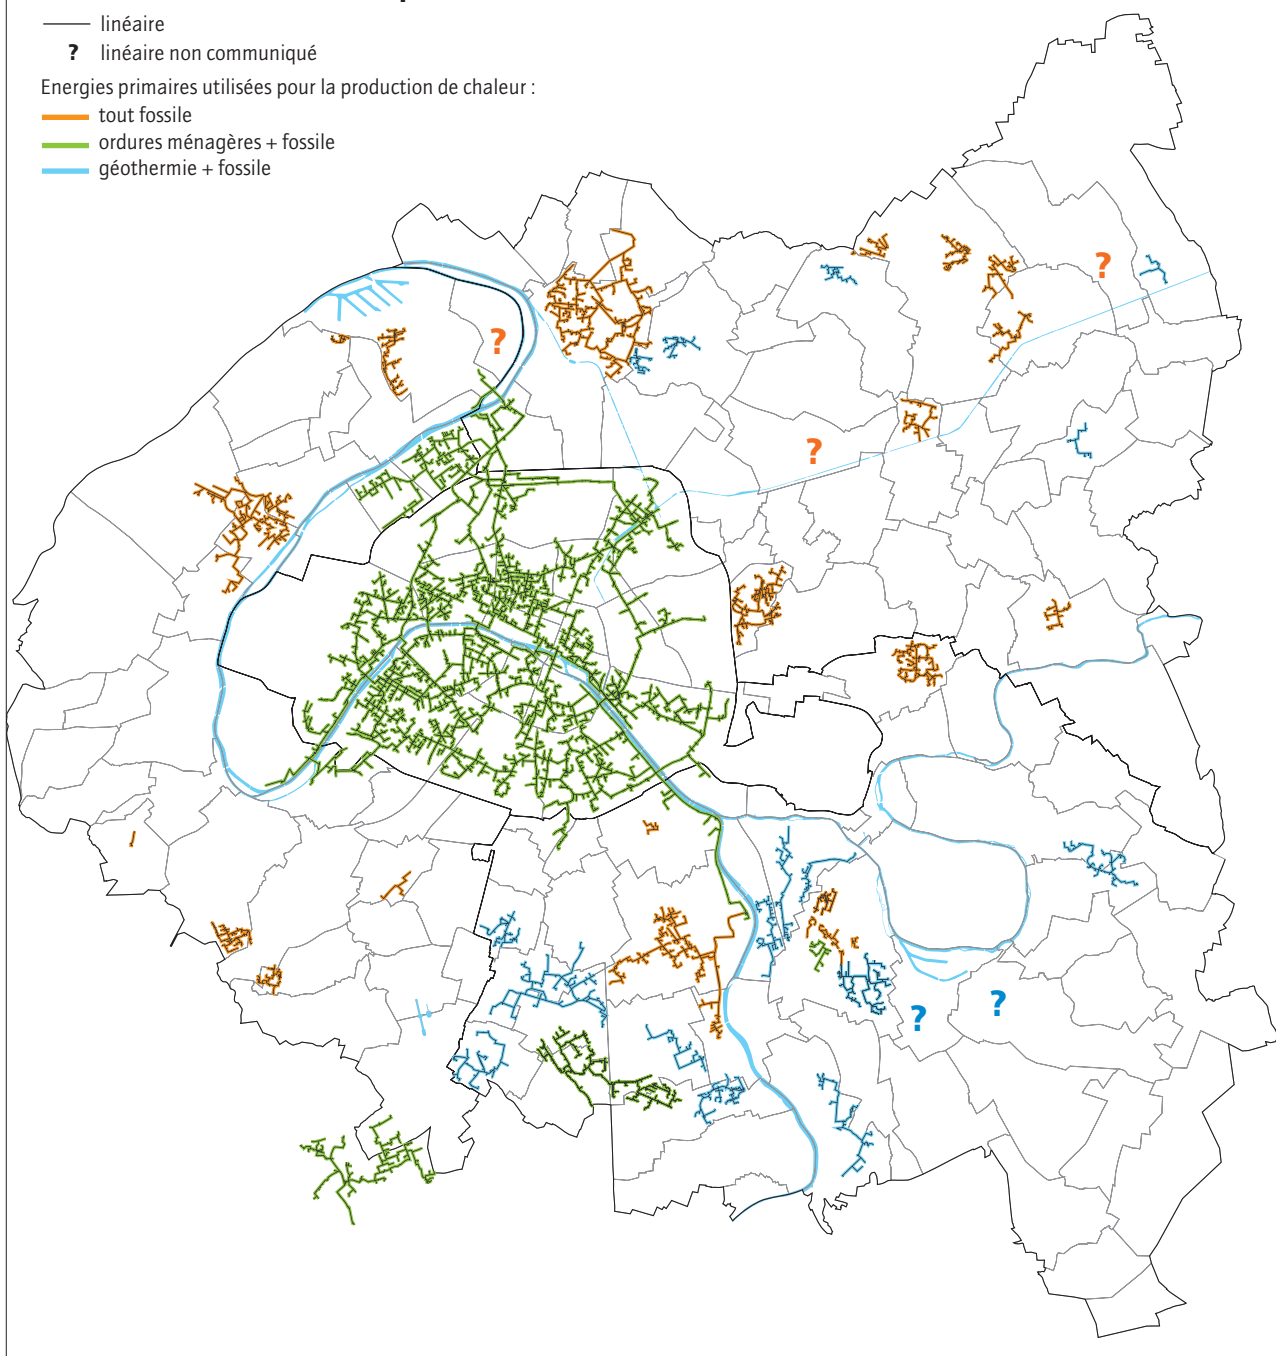 linéaire
? linéaire non communiqué
Energies primaires utilisées pour la production de chaleur :
tout fossile
ordures ménagères + fossile
géothermie + fossile
?
?
?
?
?